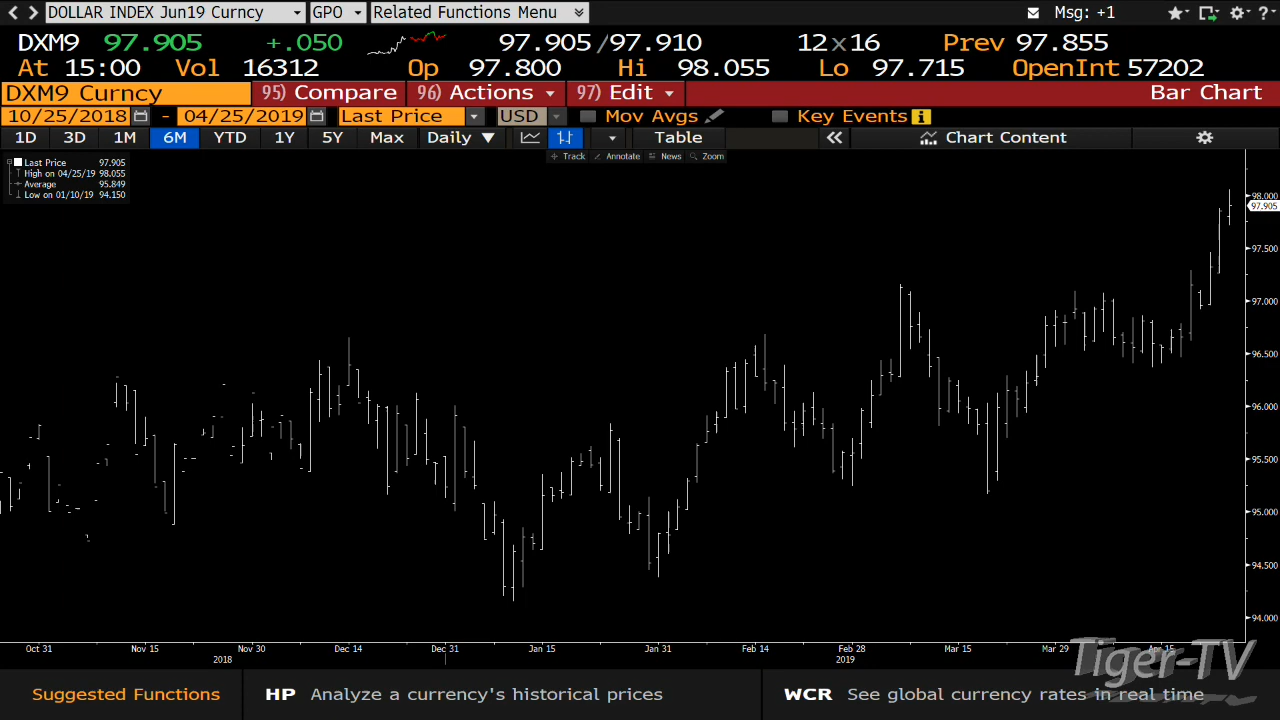 DOLLAR INDEX Jun19 Curncy GPO Related Functions Menu Msg: +1 ?
DXM9 97.905 +.050 97.905/97.910 12x16 Prev 97.855
At 15:00 Vol 16312 Op 97.800 Hi 98.055 Lo 97.715 OpenInt 57202
DXM9 Curncy 95) Compare 96) Actions 97) Edit Bar Chart
10/25/2018 - 04/25/2019 Last Price USD Mov Avgs Key Events i
1D 3D 1M 6M YTD 1Y 5Y Max Daily Table Chart Content
Track Annotate News Zoom
Last Price 97.905
High on 04/25/19 98.055
Average 95.849
Low on 01/10/19 94.150
98.000
97.905
97.500
97.000
96.500
96.000
95.500
95.000
94.500
94.000
Oct 31 Nov 15 Nov 30 Dec 14 Dec 31 Jan 15 Jan 31 Feb 14 Feb 28 Mar 15 Mar 29 Apr 15
2018 2019
Tiger-TV
Suggested Functions HP Analyze a currency's historical prices WCR See global currency rates in real time